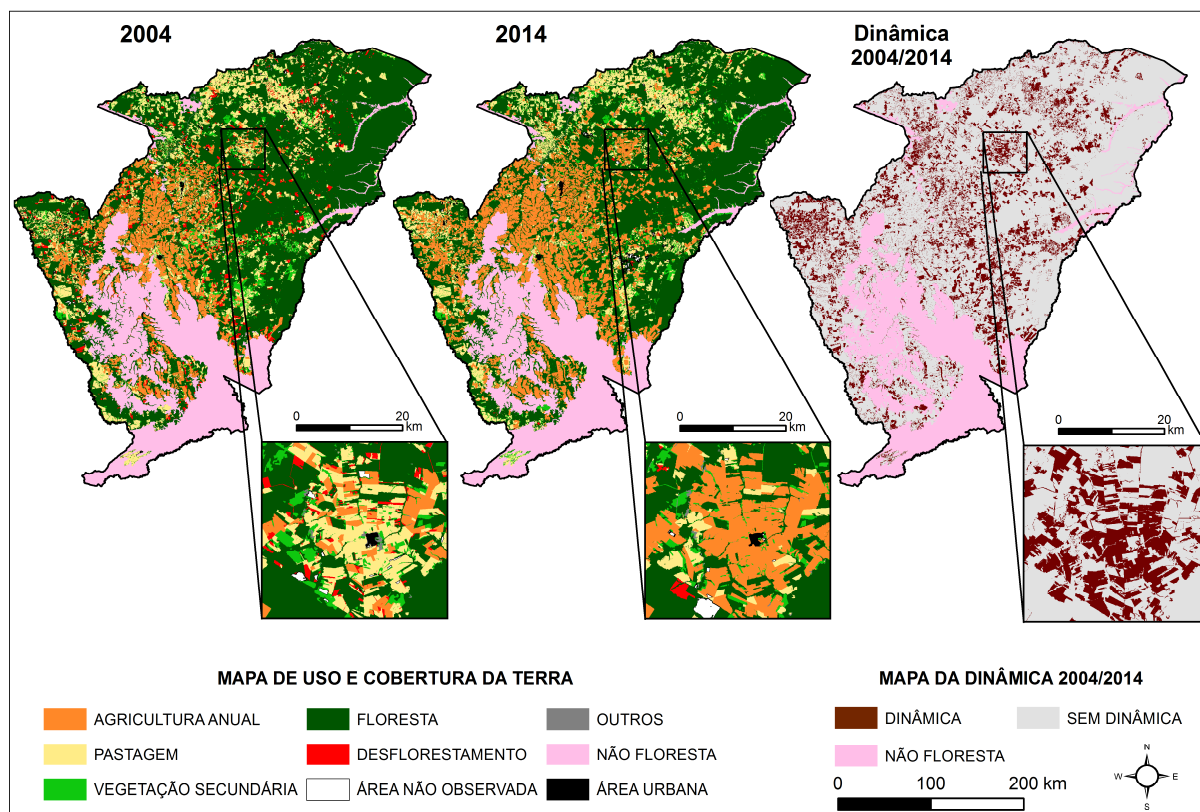 2004
2014
Dinâmica
2004/2014
0 20
km
0 20
km
0 20
km
MAPA DE USO E COBERTURA DA TERRA
AGRICULTURA ANUAL
FLORESTA
OUTROS
PASTAGEM
DESFLORESTAMENTO
NÃO FLORESTA
VEGETAÇÃO SECUNDÁRIA
ÁREA NÃO OBSERVADA
ÁREA URBANA
MAPA DA DINÂMICA 2004/2014
DINÂMICA
SEM DINÂMICA
NÃO FLORESTA
0 100 200 km
N
W E
S